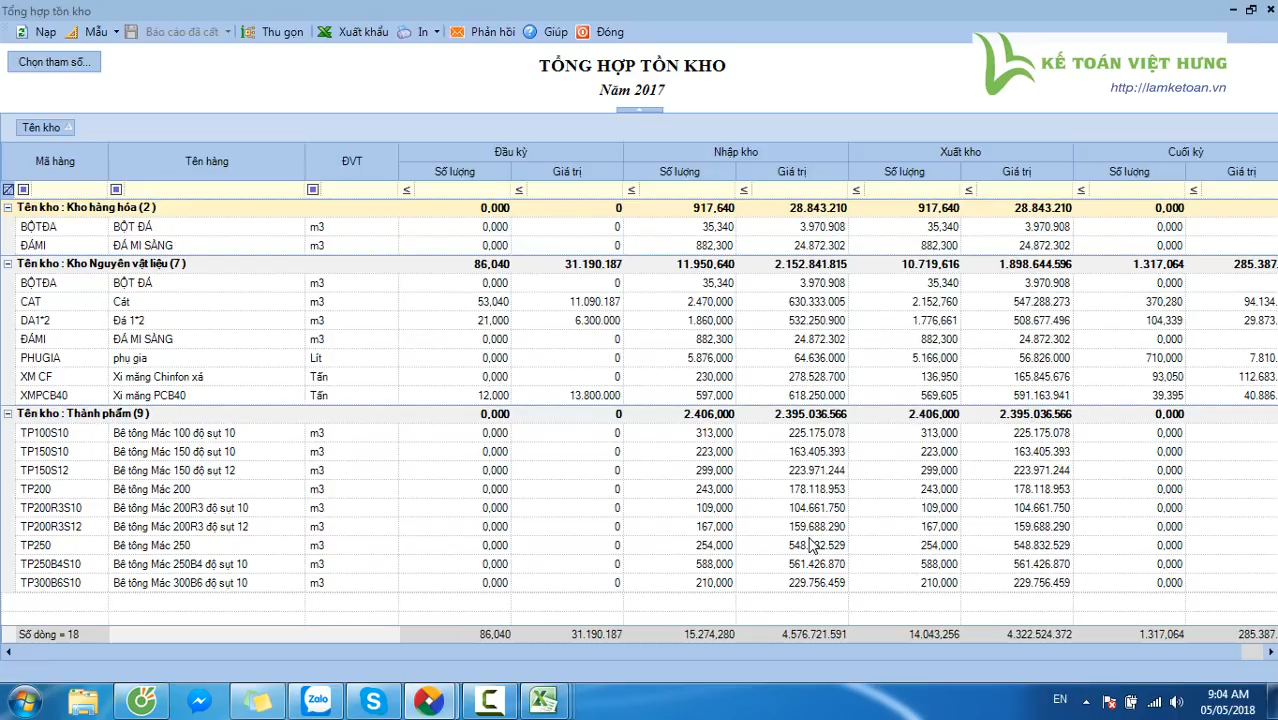 Tổng hợp tồn kho
Nạp Mẫu Báo cáo đã cất Thu gọn Xuất khẩu In Phản hồi Giúp Đóng
Chọn tham số...
TỔNG HỢP TỒN KHO
Năm 2017
KẾ TOÁN VIỆT HƯNG
http://lamketoan.vn
Tên kho
Mã hàng Tên hàng ĐVT Đầu kỳ Nhập kho Xuất kho Cuối kỳ
Số lượng Giá trị Số lượng Giá trị Số lượng Giá trị Số lượng Giá trị
≤ ≤ ≤ ≤ ≤ ≤ ≤ ≤
Tên kho : Kho hàng hóa (2 ) 0,000 0 917,640 28.843.210 917,640 28.843.210 0,000
BỘTĐA BỘT ĐÁ m3 0,000 0 35,340 3.970.908 35,340 3.970.908 0,000
ĐÁMI ĐÁ MI SÀNG m3 0,000 0 882,300 24.872.302 882,300 24.872.302 0,000
Tên kho : Kho Nguyên vật liệu (7 ) 86,040 31.190.187 11.950,640 2.152.841.815 10.719,616 1.898.644.596 1.317,064 285.387.
BỘTĐA BỘT ĐÁ m3 0,000 0 35,340 3.970.908 35,340 3.970.908 0,000
CAT Cát m3 53,040 11.090.187 2.470,000 630.333.005 2.152,760 547.288.273 370,280 94.134.
DA1*2 Đá 1*2 m3 21,000 6.300.000 1.860,000 532.250.900 1.776,661 508.677.496 104,339 29.873.
ĐÁMI ĐÁ MI SÀNG m3 0,000 0 882,300 24.872.302 882,300 24.872.302 0,000
PHUGIA phụ gia Lít 0,000 0 5.876,000 64.636.000 5.166,000 56.826.000 710,000 7.810.
XM CF Xi măng Chinfon xá Tấn 0,000 0 230,000 278.528.700 136,950 165.845.676 93,050 112.683.
XMPCB40 Xi măng PCB40 Tấn 12,000 13.800.000 597,000 618.250.000 569,605 591.163.941 39,395 40.886.
Tên kho : Thành phẩm (9 ) 0,000 0 2.406,000 2.395.036.566 2.406,000 2.395.036.566 0,000
TP100S10 Bê tông Mác 100 độ sụt 10 m3 0,000 0 313,000 225.175.078 313,000 225.175.078 0,000
TP150S10 Bê tông Mác 150 độ sụt 10 m3 0,000 0 223,000 163.405.393 223,000 163.405.393 0,000
TP150S12 Bê tông Mác 150 độ sụt 12 m3 0,000 0 299,000 223.971.244 299,000 223.971.244 0,000
TP200 Bê tông Mác 200 m3 0,000 0 243,000 178.118.953 243,000 178.118.953 0,000
TP200R3S10 Bê tông Mác 200R3 độ sụt 10 m3 0,000 0 109,000 104.661.750 109,000 104.661.750 0,000
TP200R3S12 Bê tông Mác 200R3 độ sụt 12 m3 0,000 0 167,000 159.688.290 167,000 159.688.290 0,000
TP250 Bê tông Mác 250 m3 0,000 0 254,000 548.832.529 254,000 548.832.529 0,000
TP250B4S10 Bê tông Mác 250B4 độ sụt 10 m3 0,000 0 588,000 561.426.870 588,000 561.426.870 0,000
TP300B6S10 Bê tông Mác 300B6 độ sụt 10 m3 0,000 0 210,000 229.756.459 210,000 229.756.459 0,000
Số dòng = 18 86,040 31.190.187 15.274,280 4.576.721.591 14.043,256 4.322.524.372 1.317,064 285.387.
Zalo
EN 9:04 AM
05/05/2018